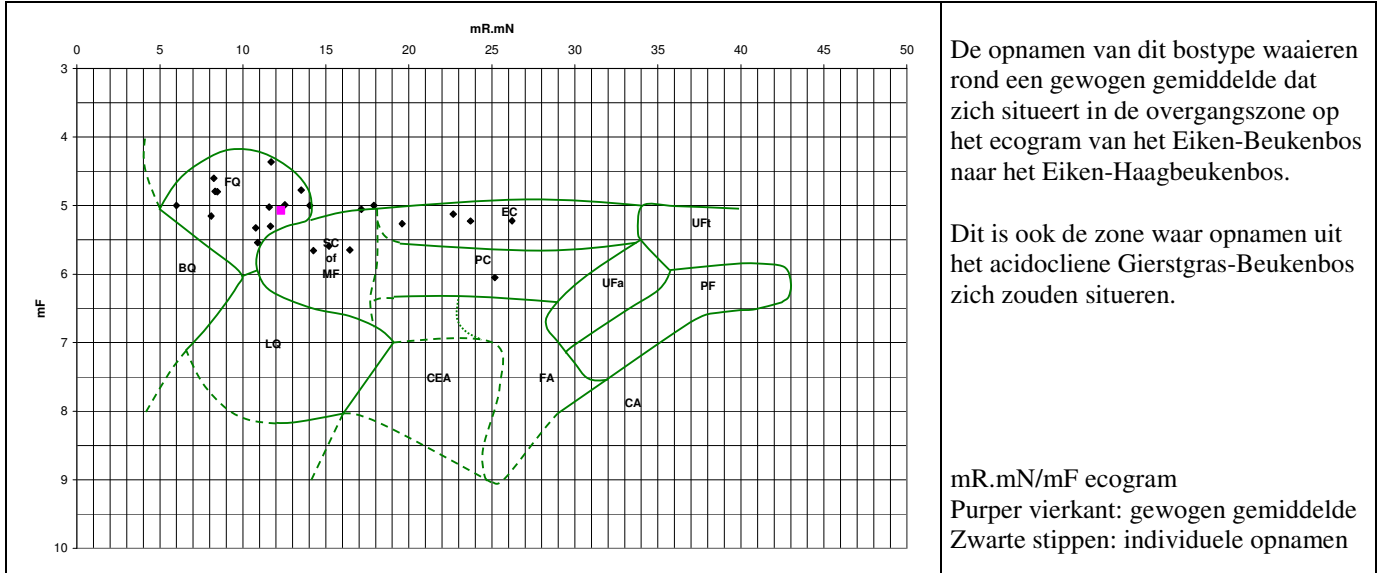 mR.mN
0 5 10 15 20 25 30 35 40 45 50
3
4
5
6
7
8
9
10
mF
FQ
BQ
SC
of
MF
LQ
EC
PC
CEA
FA
UFa
UFt
PF
CA
De opnamen van dit bostype waaieren
rond een gewogen gemiddelde dat
zich situeert in de overgangszone op
het ecogram van het Eiken-Beukenbos
naar het Eiken-Haagbeukenbos.
Dit is ook de zone waar opnamen uit
het acidocliene Gierstgras-Beukenbos
zich zouden situeren.
mR.mN/mF ecogram
Purper vierkant: gewogen gemiddelde
Zwarte stippen: individuele opnamen